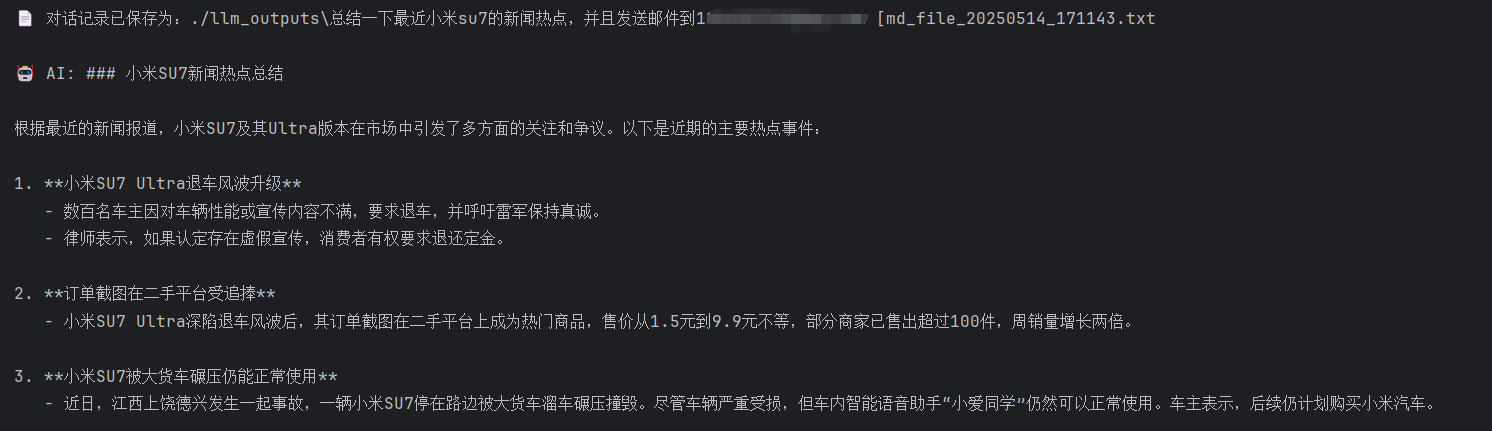 对话记录已保存为：./llm_outputs\总结一下最近小米su7的新闻热点，并且发送邮件到1 [md_file_20250514_171143.txt
AI: ### 小米SU7新闻热点总结
根据最近的新闻报道，小米SU7及其Ultra版本在市场中引发了多方面的关注和争议。以下是近期的主要热点事件：
1. **小米SU7 Ultra退车风波升级**
- 数百名车主因对车辆性能或宣传内容不满，要求退车，并呼吁雷军保持真诚。
- 律师表示，如果认定存在虚假宣传，消费者有权要求退还定金。
2. **订单截图在二手平台受追捧**
- 小米SU7 Ultra深陷退车风波后，其订单截图在二手平台上成为热门商品，售价从1.5元到9.9元不等，部分商家已售出超过100件，周销量增长两倍。
3. **小米SU7被大货车碾压仍能正常使用**
- 近日，江西上饶德兴发生一起事故，一辆小米SU7停在路边被大货车溜车碾压撞毁。尽管车辆严重受损，但车内智能语音助手“小爱同学”仍然可以正常使用。车主表示，后续仍计划购买小米汽车。